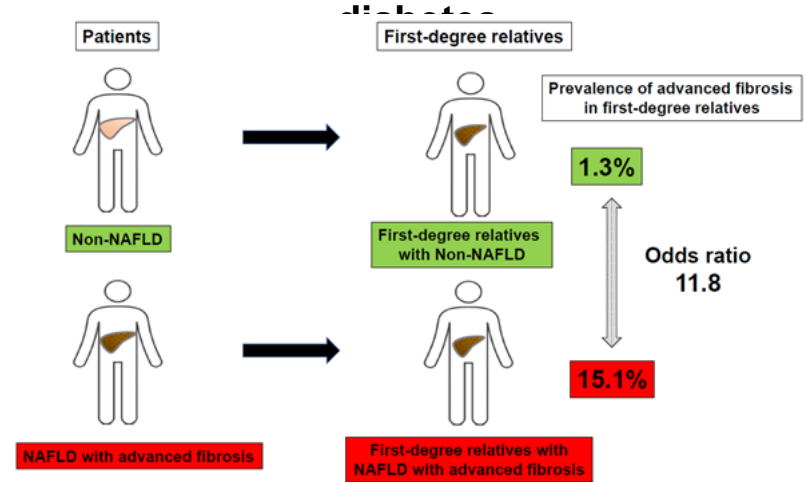 diabetes
Patients
First-degree relatives
Prevalence of advanced fibrosis
in first-degree relatives
1.3%
Non-NAFLD
First-degree relatives
with Non-NAFLD
Odds ratio
11.8
15.1%
NAFLD with advanced fibrosis
First-degree relatives with
NAFLD with advanced fibrosis